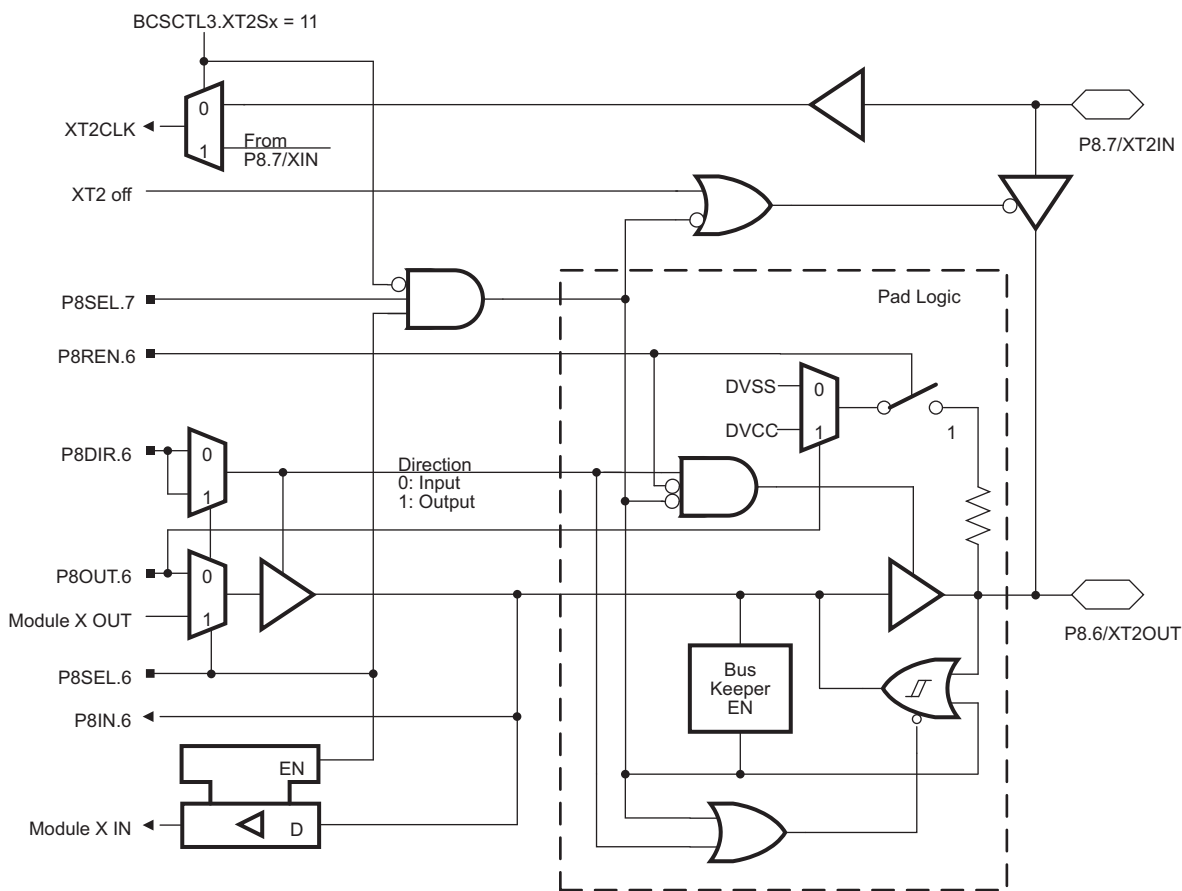 BCSCTL3.XT2Sx = 11
0
XT2CLK
1
From
P8.7/XIN
P8.7/XT2IN
XT2 off
P8SEL.7
Pad Logic
P8REN.6
DVSS
0
DVCC
1
1
P8DIR.6
0
1
Direction
0: Input
1: Output
P8OUT.6
0
Module X OUT
1
P8.6/XT2OUT
P8SEL.6
Bus
Keeper
EN
P8IN.6
EN
Module X IN
D